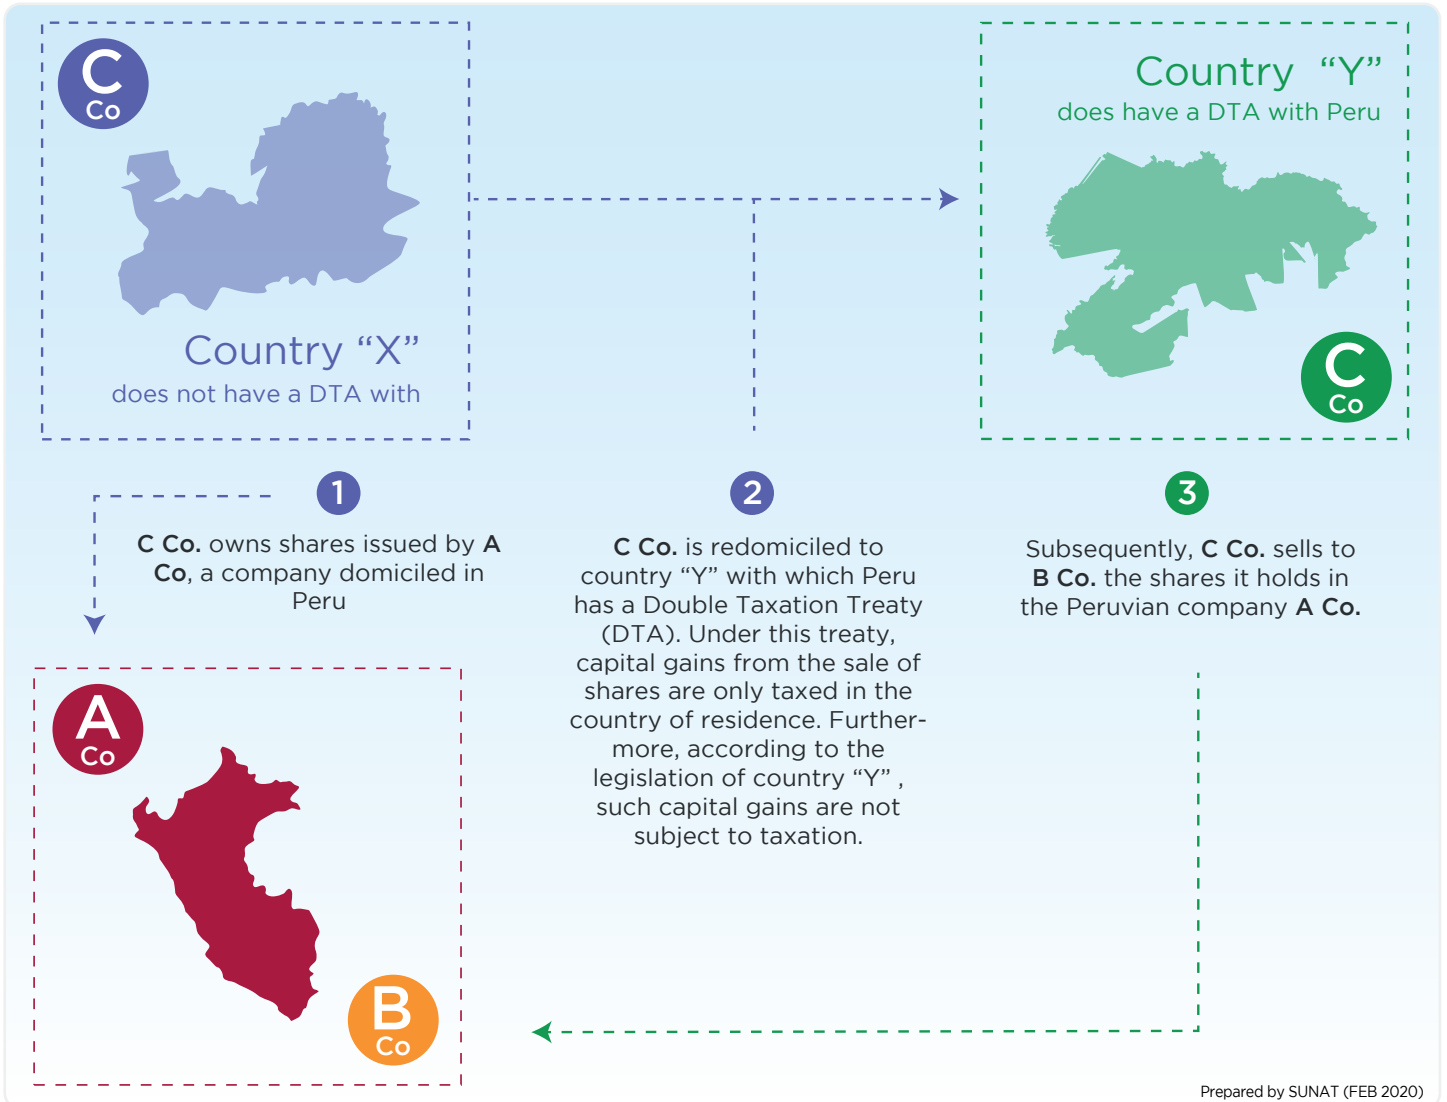 C
Co
Country “X”
does not have a DTA with
Country “Y”
does have a DTA with Peru
C
Co
1
C Co. owns shares issued by A
Co, a company domiciled in
Peru
2
C Co. is redomiciled to
country “Y” with which Peru
has a Double Taxation Treaty
(DTA). Under this treaty,
capital gains from the sale of
shares are only taxed in the
country of residence. Further-
more, according to the
legislation of country “Y” ,
such capital gains are not
subject to taxation.
3
Subsequently, C Co. sells to
B Co. the shares it holds in
the Peruvian company A Co.
A
Co
B
Co
Prepared by SUNAT (FEB 2020)